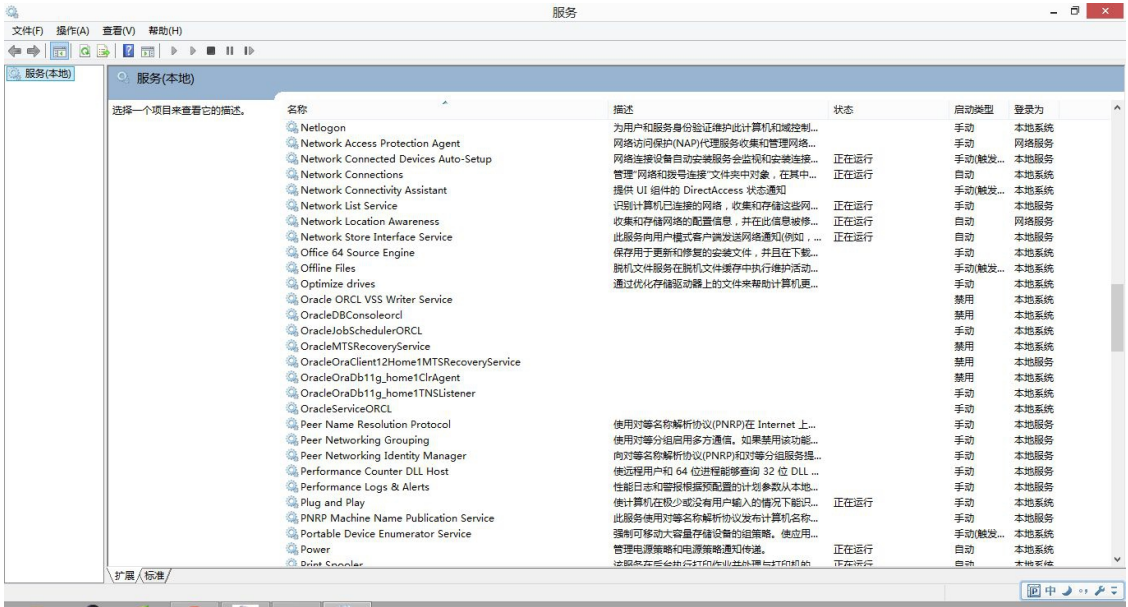 服务
文件(F) 操作(A) 查看(V) 帮助(H)
服务(本地)
服务(本地)
选择一个项目来查看它的描述。
名称 描述 状态 启动类型 登录为
Netlogon 为用户和服务身份验证维护此计算机和域控制... 手动 本地系统
Network Access Protection Agent 网络访问保护(NAP)代理服务收集和管理网络... 手动 网络服务
Network Connected Devices Auto-Setup 网络连接设备自动安装服务会监视和安装连接... 正在运行 手动(触发... 本地服务
Network Connections 管理“网络和拨号连接”文件夹中对象，在其中... 正在运行 自动 本地系统
Network Connectivity Assistant 提供 UI 组件的 DirectAccess 状态通知 手动(触发... 本地系统
Network List Service 识别计算机已连接的网络，收集和存储这些网... 正在运行 手动 本地服务
Network Location Awareness 收集和存储网络的配置信息，并在此信息被修... 正在运行 自动 网络服务
Network Store Interface Service 此服务向用户模式客户端发送网络通知(例如，... 正在运行 自动 本地服务
Office 64 Source Engine 保存用于更新和修复的安装文件，并且在下载... 手动 本地系统
Offline Files 脱机文件服务在脱机文件缓存中执行维护活动... 手动(触发... 本地系统
Optimize drives 通过优化存储驱动器上的文件来帮助计算机更... 手动 本地系统
Oracle ORCL VSS Writer Service 禁用 本地系统
OracleDBConsoleorcl 禁用 本地系统
OracleJobSchedulerORCL 手动 本地系统
OracleMTSRecoveryService 禁用 本地系统
OracleOraClient12Home1MTSRecoveryService 禁用 本地服务
OracleOraDb11g_home1ClrAgent 禁用 本地系统
OracleOraDb11g_home1TNSListener 手动 本地系统
OracleServiceORCL 手动 本地系统
Peer Name Resolution Protocol 使用对等名称解析协议(PNRP)在 Internet 上... 手动 本地服务
Peer Networking Grouping 使用对等分组启用多方通信。如果禁用该功能... 手动 本地服务
Peer Networking Identity Manager 向对等名称解析协议(PNRP)和对等分组服务提... 手动 本地服务
Performance Counter DLL Host 使远程用户和 64 位进程能够查询 32 位 DLL ... 手动 本地服务
Performance Logs & Alerts 性能日志和警报根据预配置的计划参数从本地... 手动 本地服务
Plug and Play 使计算机在极少或没有用户输入的情况下能识... 正在运行 手动 本地系统
PNRP Machine Name Publication Service 此服务使用对等名称解析协议发布计算机名称... 手动 本地服务
Portable Device Enumerator Service 强制可移动大容量存储设备的组策略。使应用... 手动(触发... 本地系统
Power 管理电源策略和电源策略通知传递。 正在运行 自动 本地系统
Print Spooler 该服务在后台执行打印作业并处理与打印机的 正在运行 自动 本地系统
扩展 标准
中